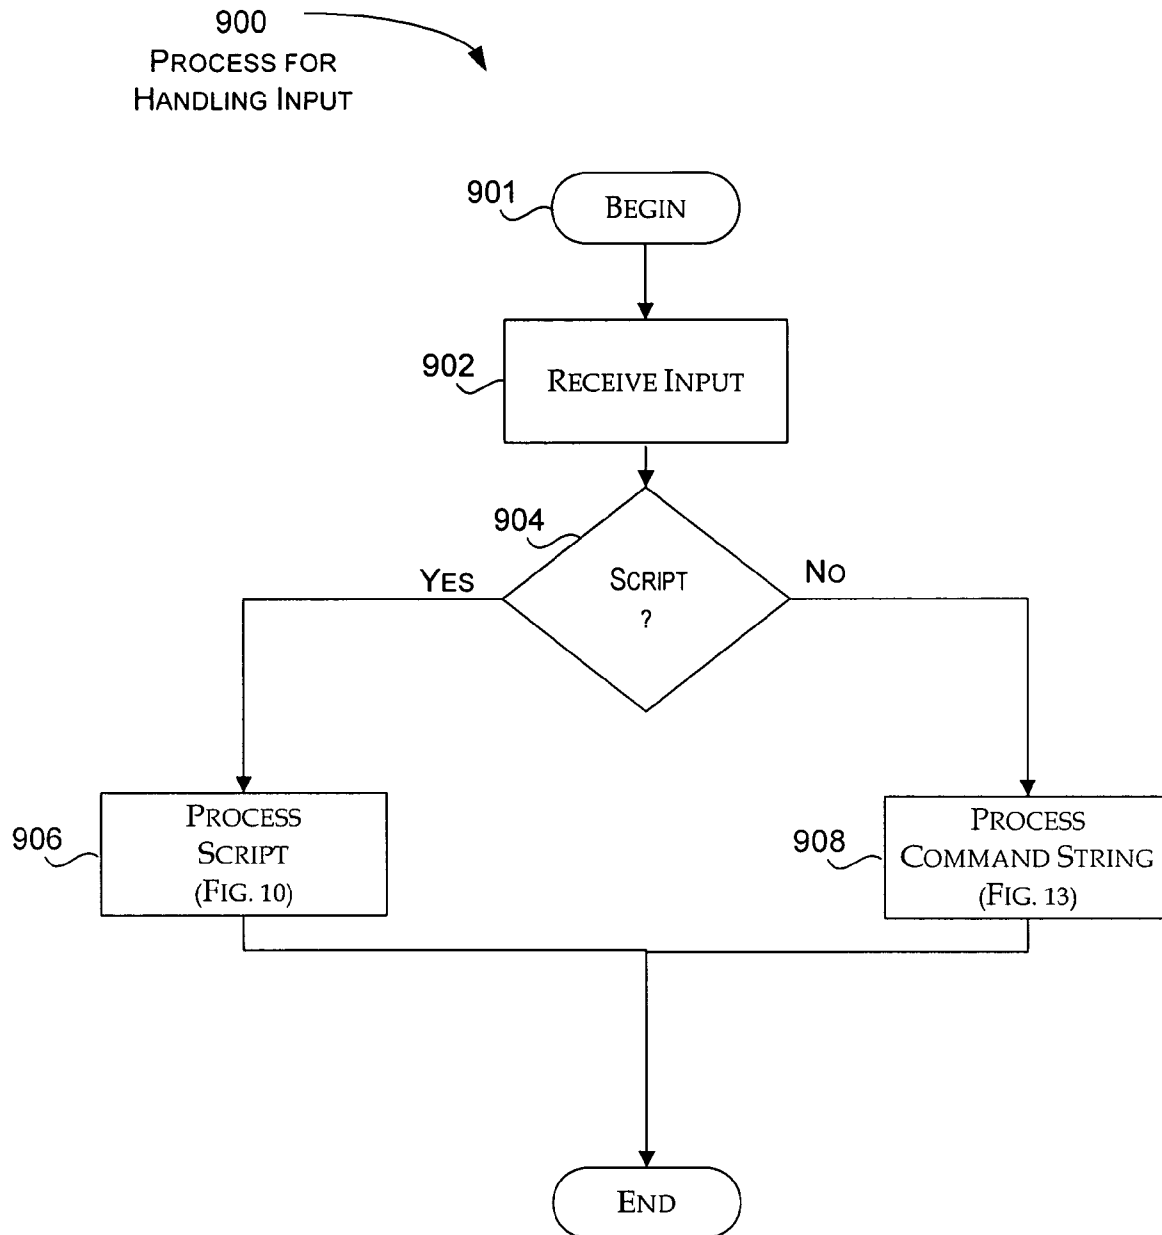 900
PROCESS FOR
HANDLING INPUT
901
BEGIN
902
RECEIVE INPUT
904
SCRIPT
?
YES
NO
906
PROCESS
SCRIPT
(FIG. 10)
908
PROCESS
COMMAND STRING
(FIG. 13)
END